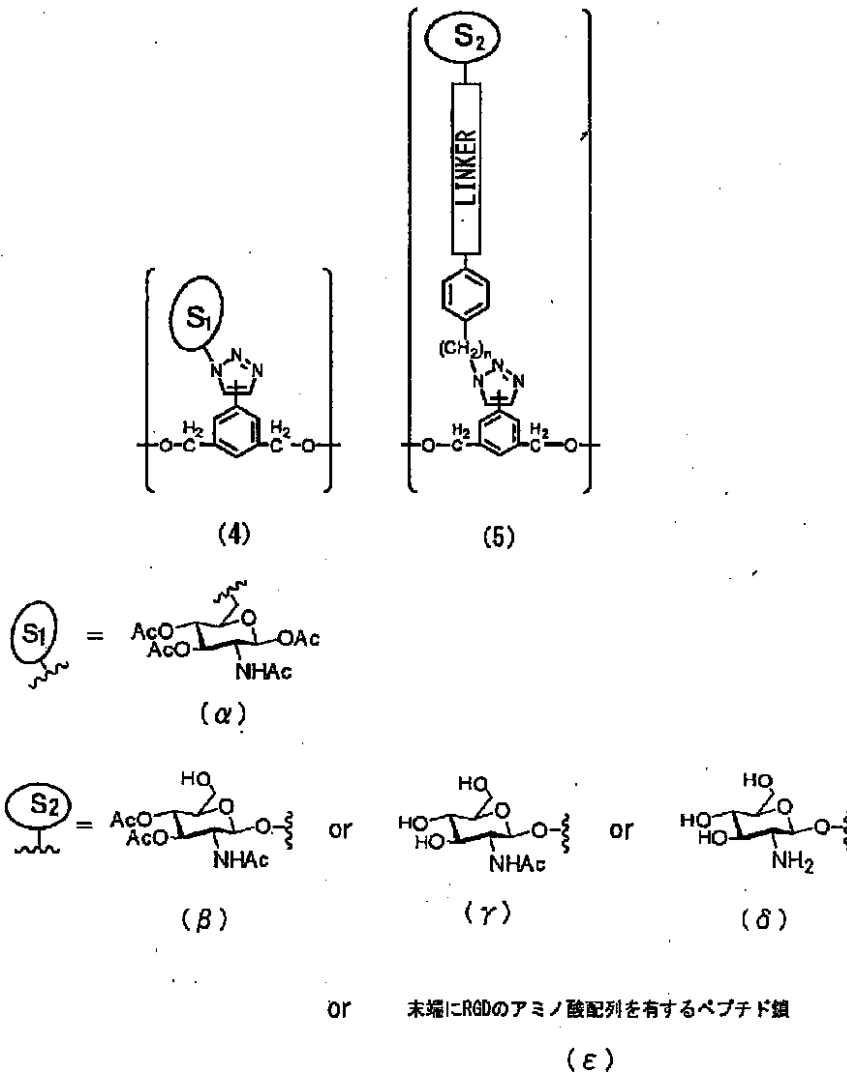 S2
LINKER
S1
(CH2)n
N N N
N N N
O C H2 H2 C O
O C H2 H2 C O
(4) (5)
S1 = AcO AcO O OAc NHAc
(α)
S2 = HO AcO AcO O O NHAc or HO HO HO O O NHAc or HO HO HO O O NH2
(β) (γ) (δ)
or 末端にRGDのアミノ酸配列を有するペプチド鎖
(ε)